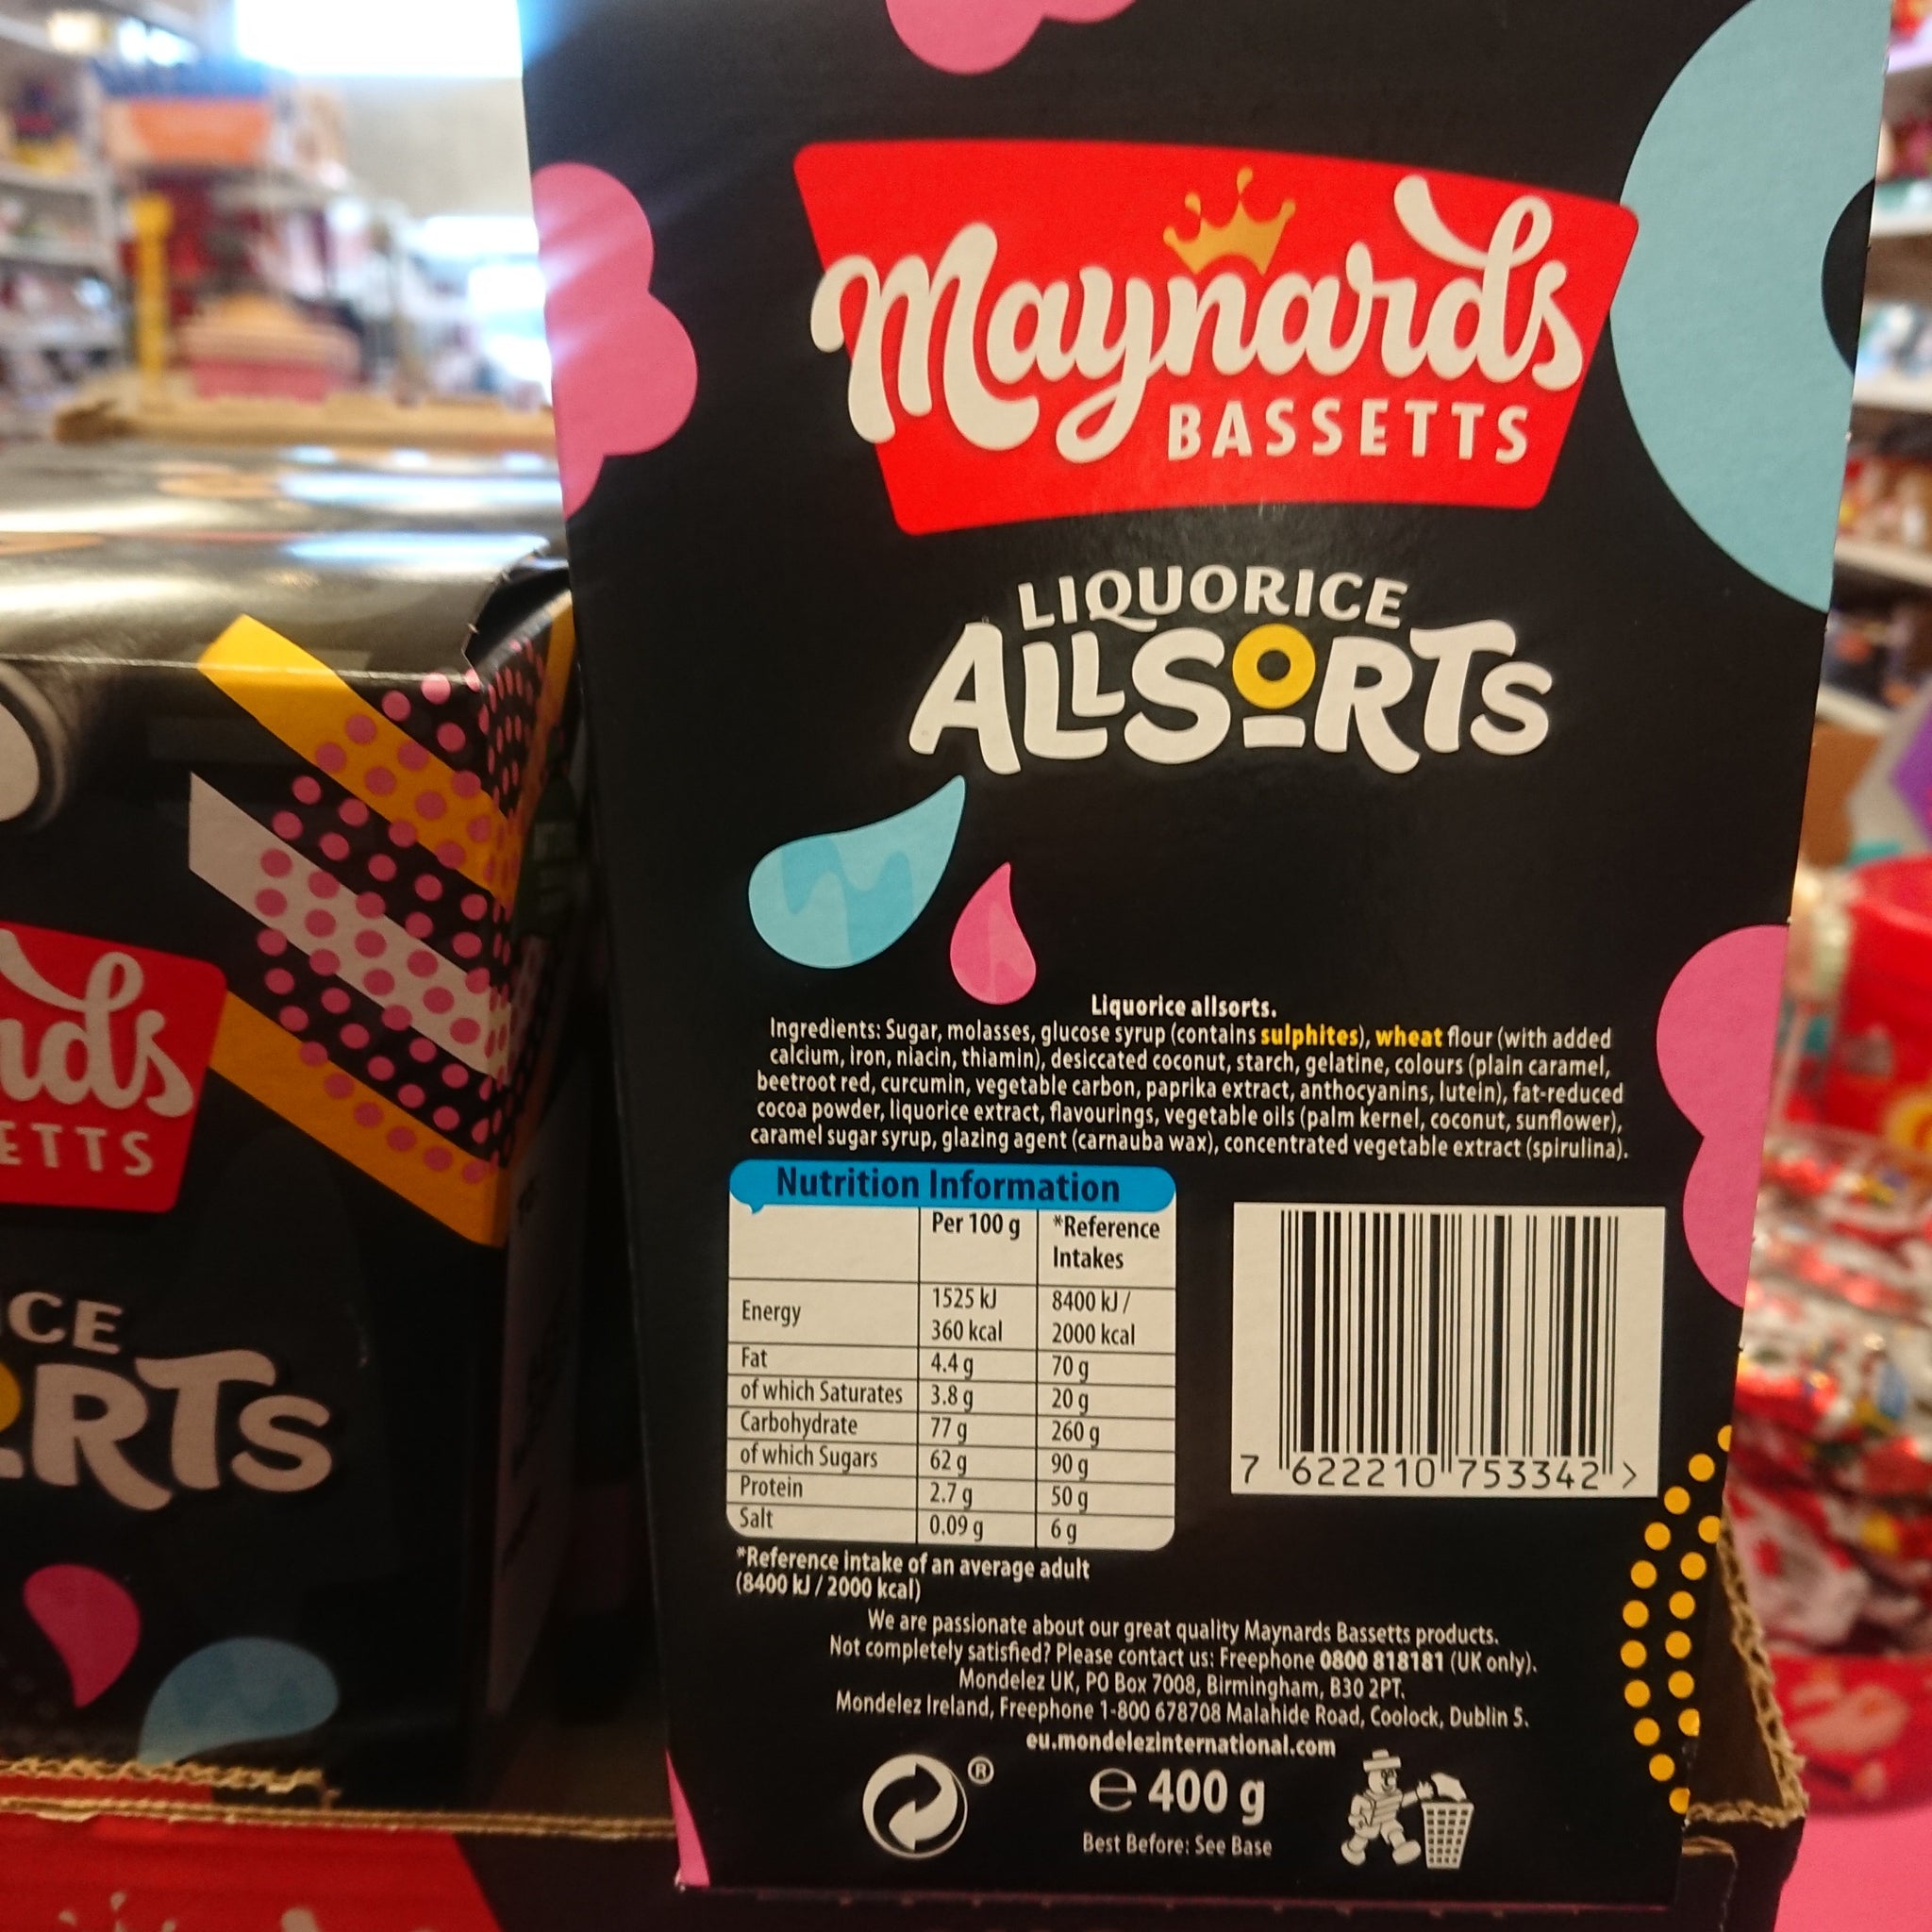 Maynards
BASSETTS
LIQUORICE
ALLSORTS
Liquorice allsorts.
Ingredients: Sugar, molasses, glucose syrup (contains sulphites), wheat flour (with added
calcium, iron, niacin, thiamin), desiccated coconut, starch, gelatine, colours (plain caramel,
beetroot red, curcumin, vegetable carbon, paprika extract, anthocyanins, lutein), fat-reduced
cocoa powder, liquorice extract, flavourings, vegetable oils (palm kernel, coconut, sunflower),
caramel sugar syrup, glazing agent (carnauba wax), concentrated vegetable extract (spirulina).
Nutrition Information
Per 100 g *Reference
Intakes
Energy 1525 kJ 8400 kJ /
360 kcal 2000 kcal
Fat 4.4 g 70 g
of which Saturates 3.8 g 20 g
Carbohydrate 77 g 260 g
of which Sugars 62 g 90 g
Protein 2.7 g 50 g
Salt 0.09 g 6 g
*Reference intake of an average adult
(8400 kJ / 2000 kcal)
7 622210 753342 >
We are passionate about our great quality Maynards Bassetts products.
Not completely satisfied? Please contact us: Freephone 0800 818181 (UK only).
Mondelez UK, PO Box 7008, Birmingham, B30 2PT.
Mondelez Ireland, Freephone 1-800 678708 Malahide Road, Coolock, Dublin 5.
eu.mondelezinternational.com
® e 400 g
Best Before: See Base
rds
ETTS
ICE
ORTS